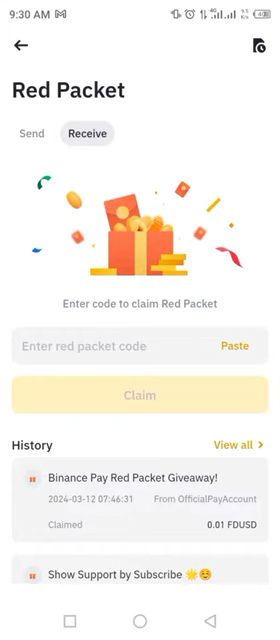 9:30 AM
Red Packet
Send Receive
Enter code to claim Red Packet
Enter red packet code Paste
Claim
History View all
Binance Pay Red Packet Giveaway!
2024-03-12 07:46:31 From OfficialPayAccount
Claimed 0.01 FDUSD
Show Support by Subscribe 🌟☺️